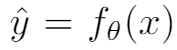 ŷ = f_θ(x)